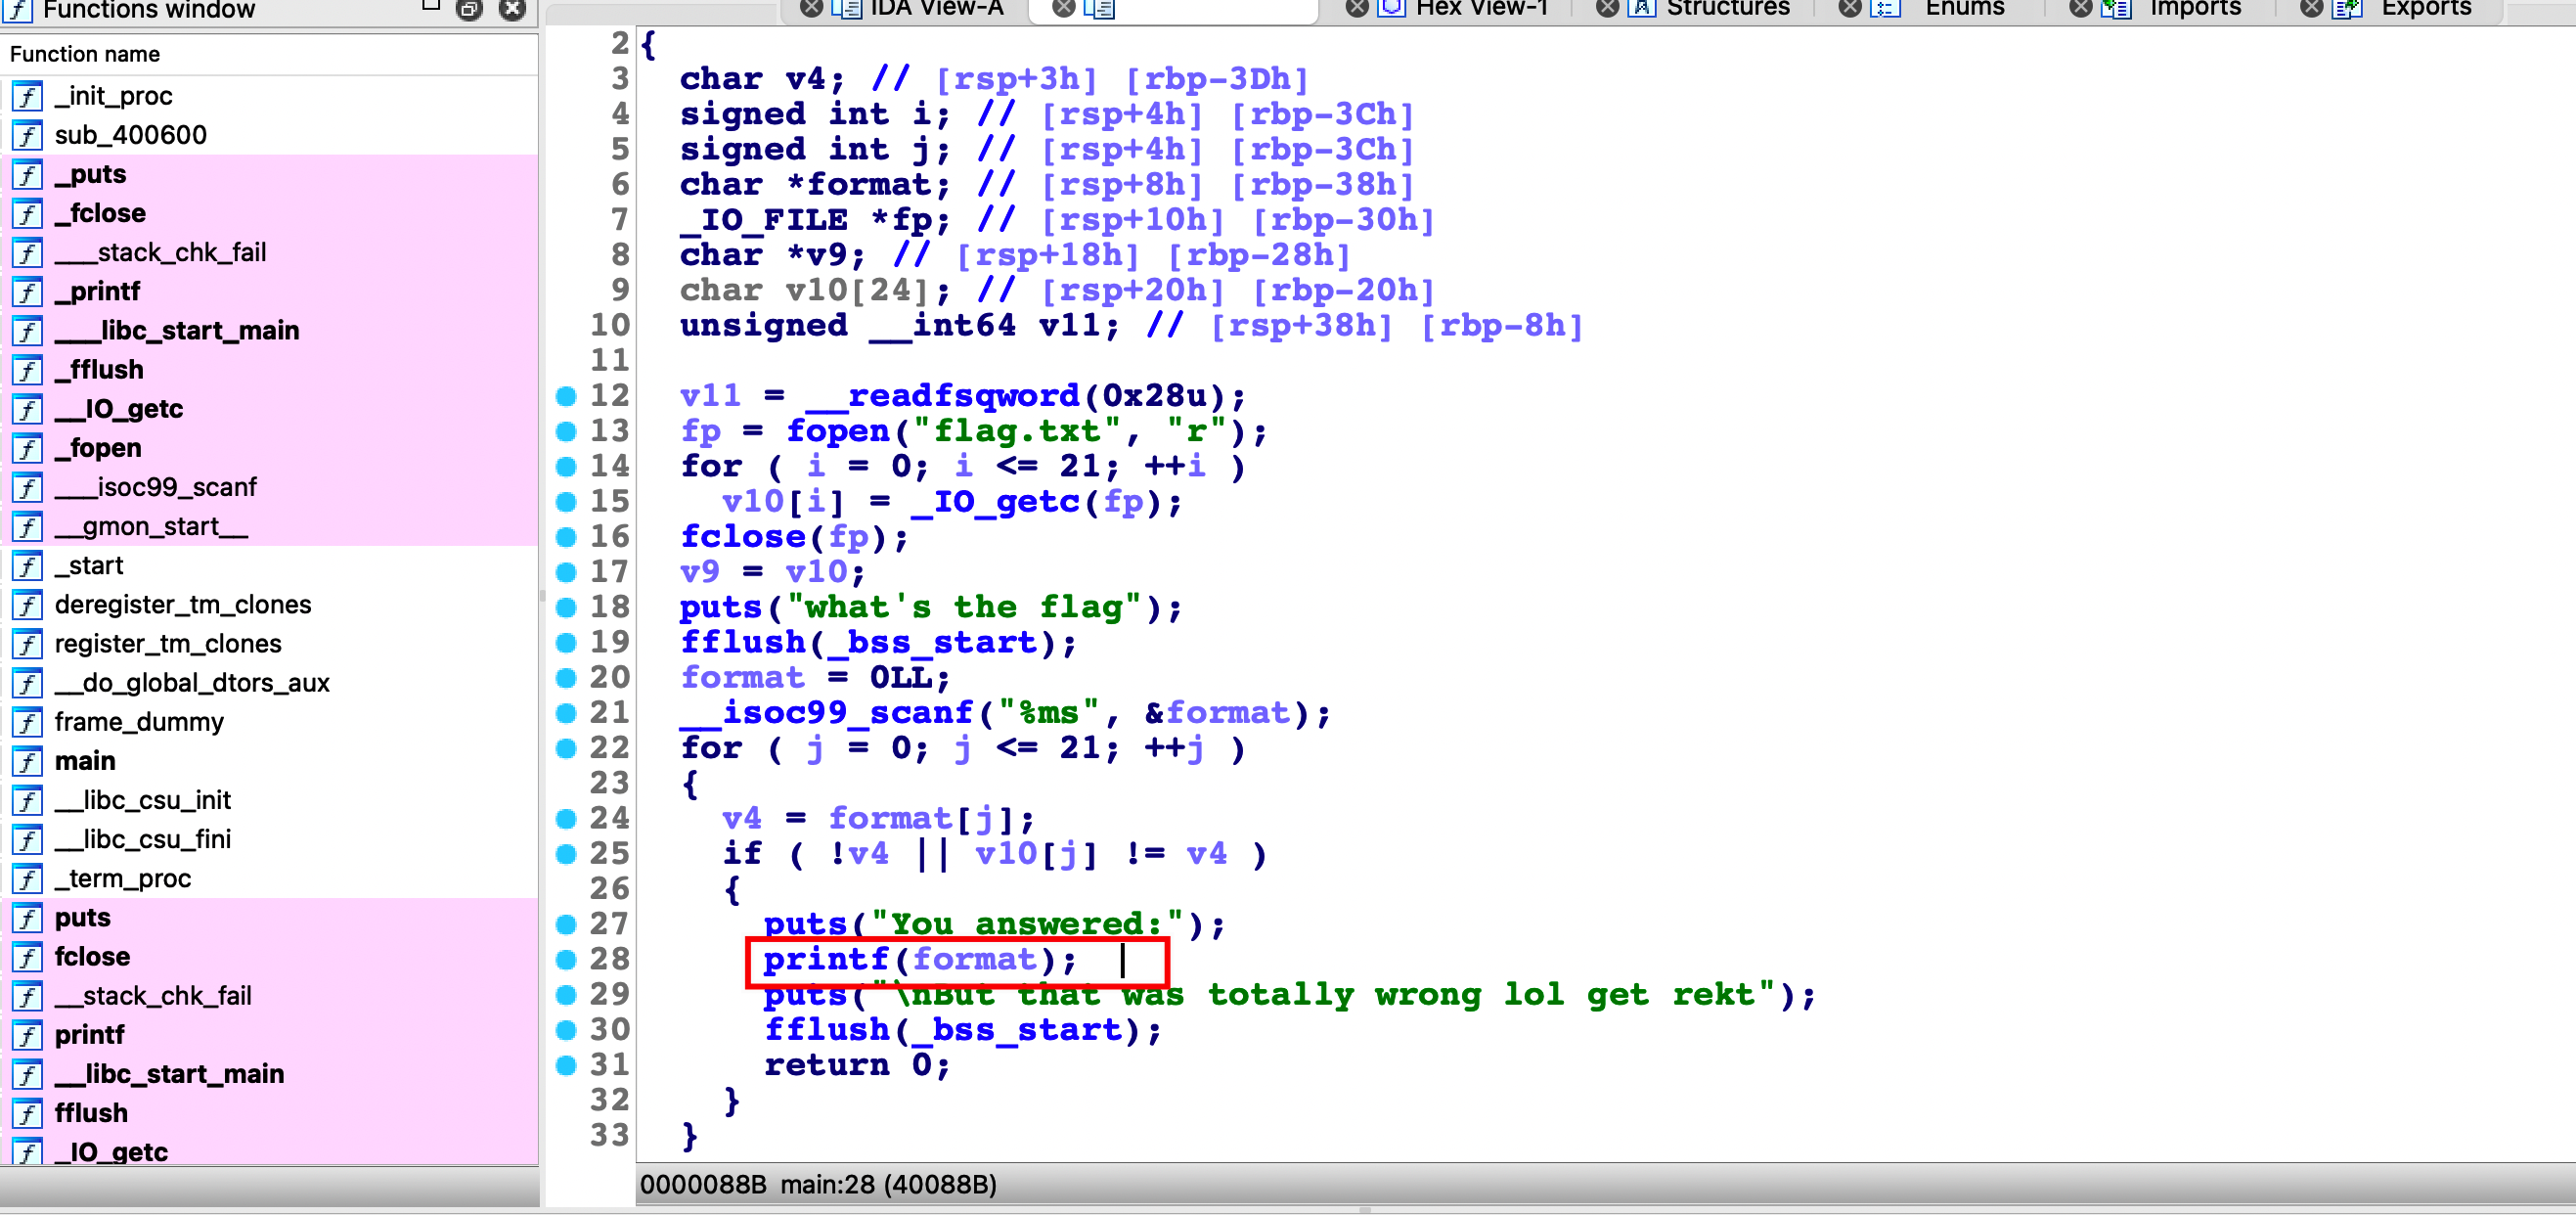 Functions window
Function name
_init_proc
sub_400600
_puts
_fclose
___stack_chk_fail
_printf
___libc_start_main
_fflush
__IO_getc
_fopen
___isoc99_scanf
__gmon_start__
_start
deregister_tm_clones
register_tm_clones
__do_global_dtors_aux
frame_dummy
main
__libc_csu_init
__libc_csu_fini
_term_proc
puts
fclose
__stack_chk_fail
printf
__libc_start_main
fflush
_IO_getc
IDA View-A
Hex View-1
Structures
Enums
Imports
Exports
2 {
3 char v4; // [rsp+3h] [rbp-3Dh]
4 signed int i; // [rsp+4h] [rbp-3Ch]
5 signed int j; // [rsp+4h] [rbp-3Ch]
6 char *format; // [rsp+8h] [rbp-38h]
7 _IO_FILE *fp; // [rsp+10h] [rbp-30h]
8 char *v9; // [rsp+18h] [rbp-28h]
9 char v10[24]; // [rsp+20h] [rbp-20h]
10 unsigned __int64 v11; // [rsp+38h] [rbp-8h]
11
12 v11 = __readfsqword(0x28u);
13 fp = fopen("flag.txt", "r");
14 for ( i = 0; i <= 21; ++i )
15 v10[i] = _IO_getc(fp);
16 fclose(fp);
17 v9 = v10;
18 puts("what's the flag");
19 fflush(_bss_start);
20 format = 0LL;
21 __isoc99_scanf("%ms", &format);
22 for ( j = 0; j <= 21; ++j )
23 {
24 v4 = format[j];
25 if ( !v4 || v10[j] != v4 )
26 {
27 puts("You answered:");
28 printf(format);
29 puts("\nBut that was totally wrong lol get rekt");
30 fflush(_bss_start);
31 return 0;
32 }
33 }
0000088B main:28 (40088B)